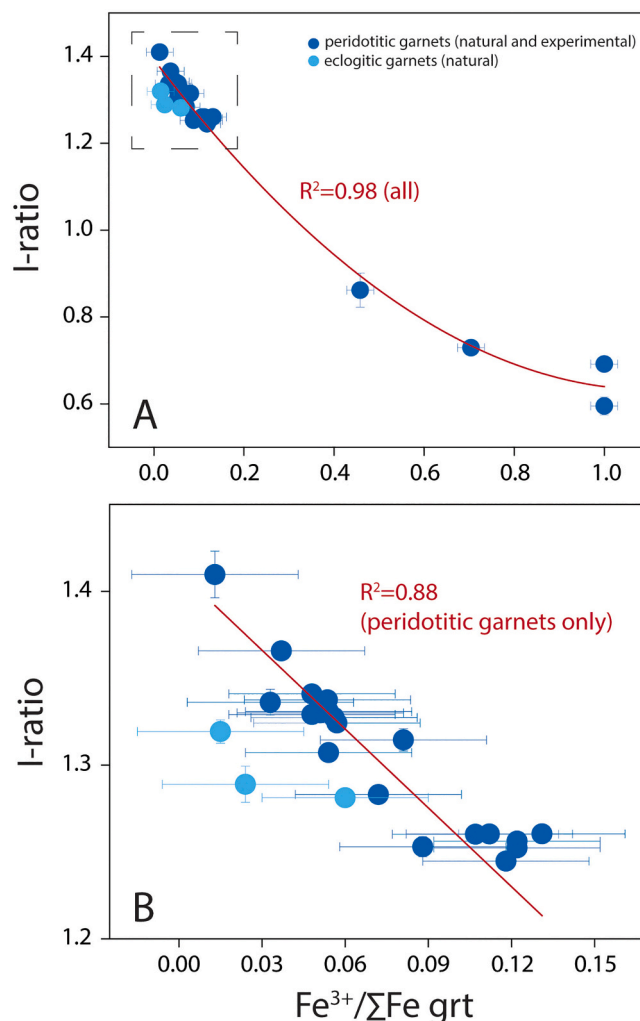 1.4
1.2
1.0
0.8
0.6
I-ratio
peridotitic garnets (natural and experimental)
eclogitic garnets (natural)
R²=0.98 (all)
A
0.0 0.2 0.4 0.6 0.8 1.0
1.4
1.3
1.2
I-ratio
R²=0.88
(peridotitic garnets only)
B
0.00 0.03 0.06 0.09 0.12 0.15
Fe³⁺/∑Fe grt